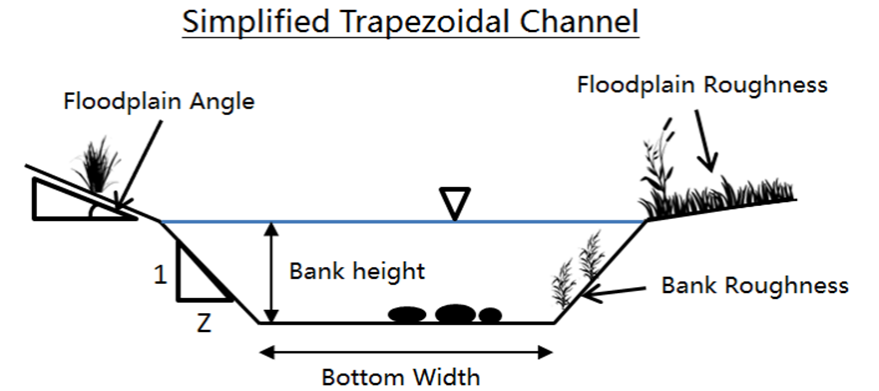 Simplified Trapezoidal Channel
Floodplain Angle
Floodplain Roughness
1
Z
Bank height
Bank Roughness
Bottom Width